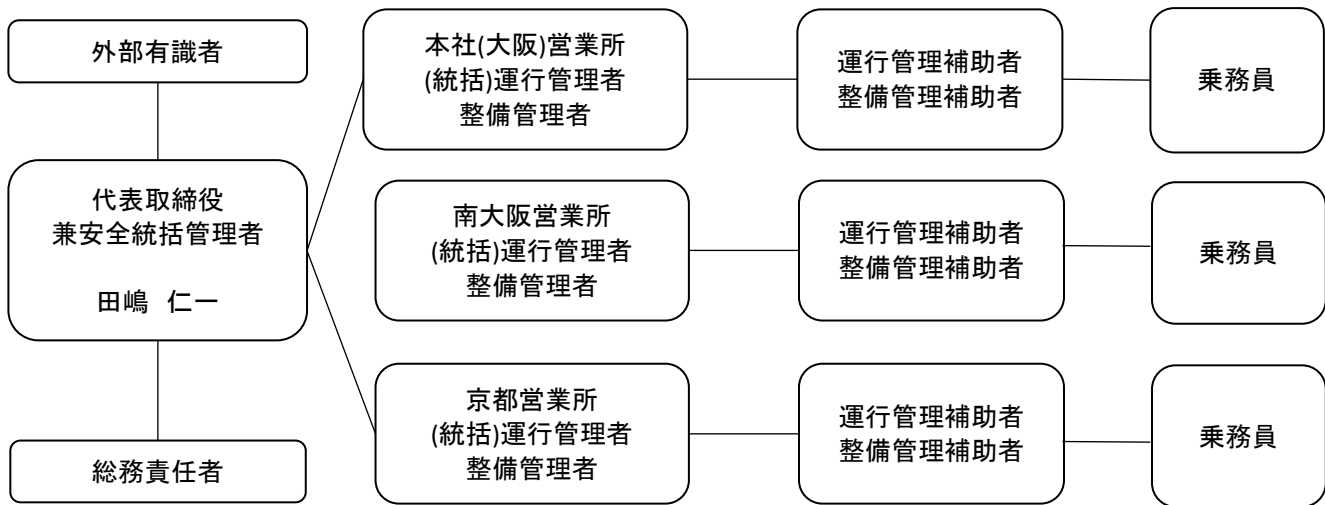 外部有識者
代表取締役
兼安全統括管理者
田嶋 仁一
総務責任者
本社(大阪)営業所
(統括)運行管理者
整備管理者
運行管理補助者
整備管理補助者
乗務員
南大阪営業所
(統括)運行管理者
整備管理者
運行管理補助者
整備管理補助者
乗務員
京都営業所
(統括)運行管理者
整備管理者
運行管理補助者
整備管理補助者
乗務員